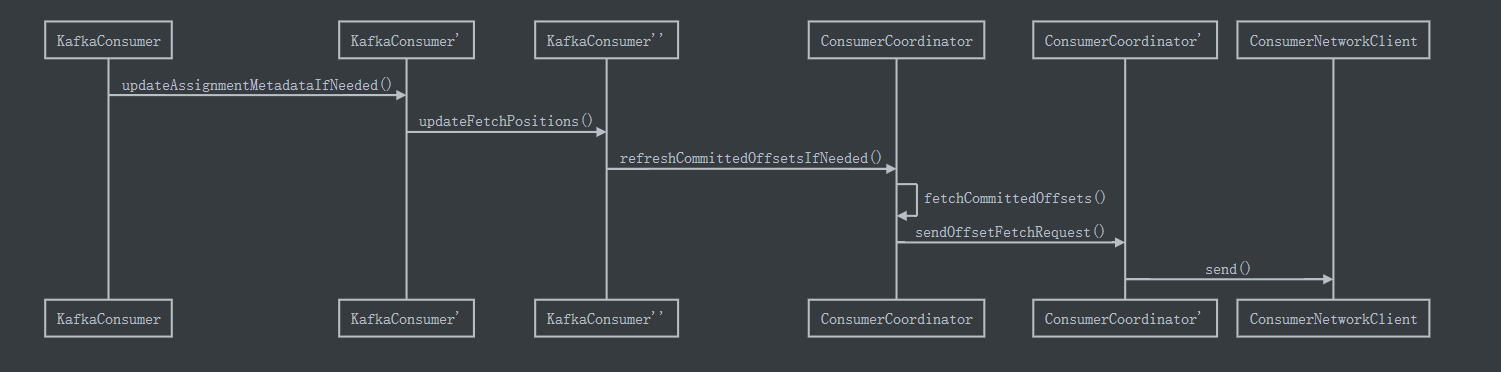 KafkaConsumer KafkaConsumer' KafkaConsumer'' ConsumerCoordinator ConsumerCoordinator' ConsumerNetworkClient
updateAssignmentMetadataIfNeeded()
updateFetchPositions()
refreshCommittedOffsetsIfNeeded()
fetchCommittedOffsets()
sendOffsetFetchRequest()
send()
KafkaConsumer KafkaConsumer' KafkaConsumer'' ConsumerCoordinator ConsumerCoordinator' ConsumerNetworkClient